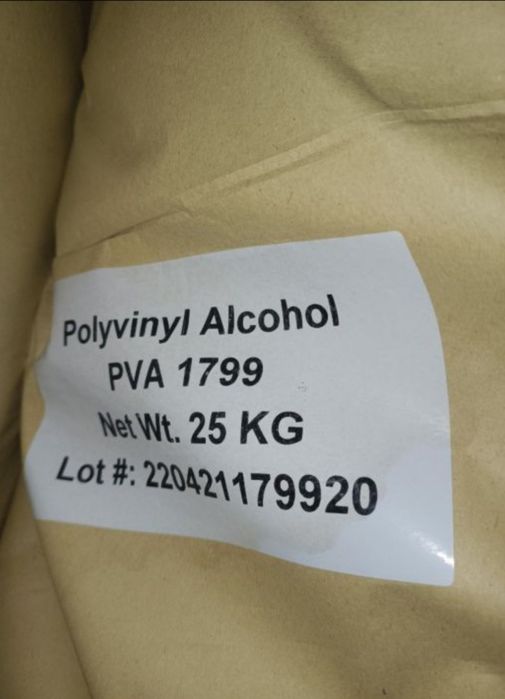 Polyvinyl Alcohol
PVA 1799
Net Wt. 25 KG
Lot #: 220421179920